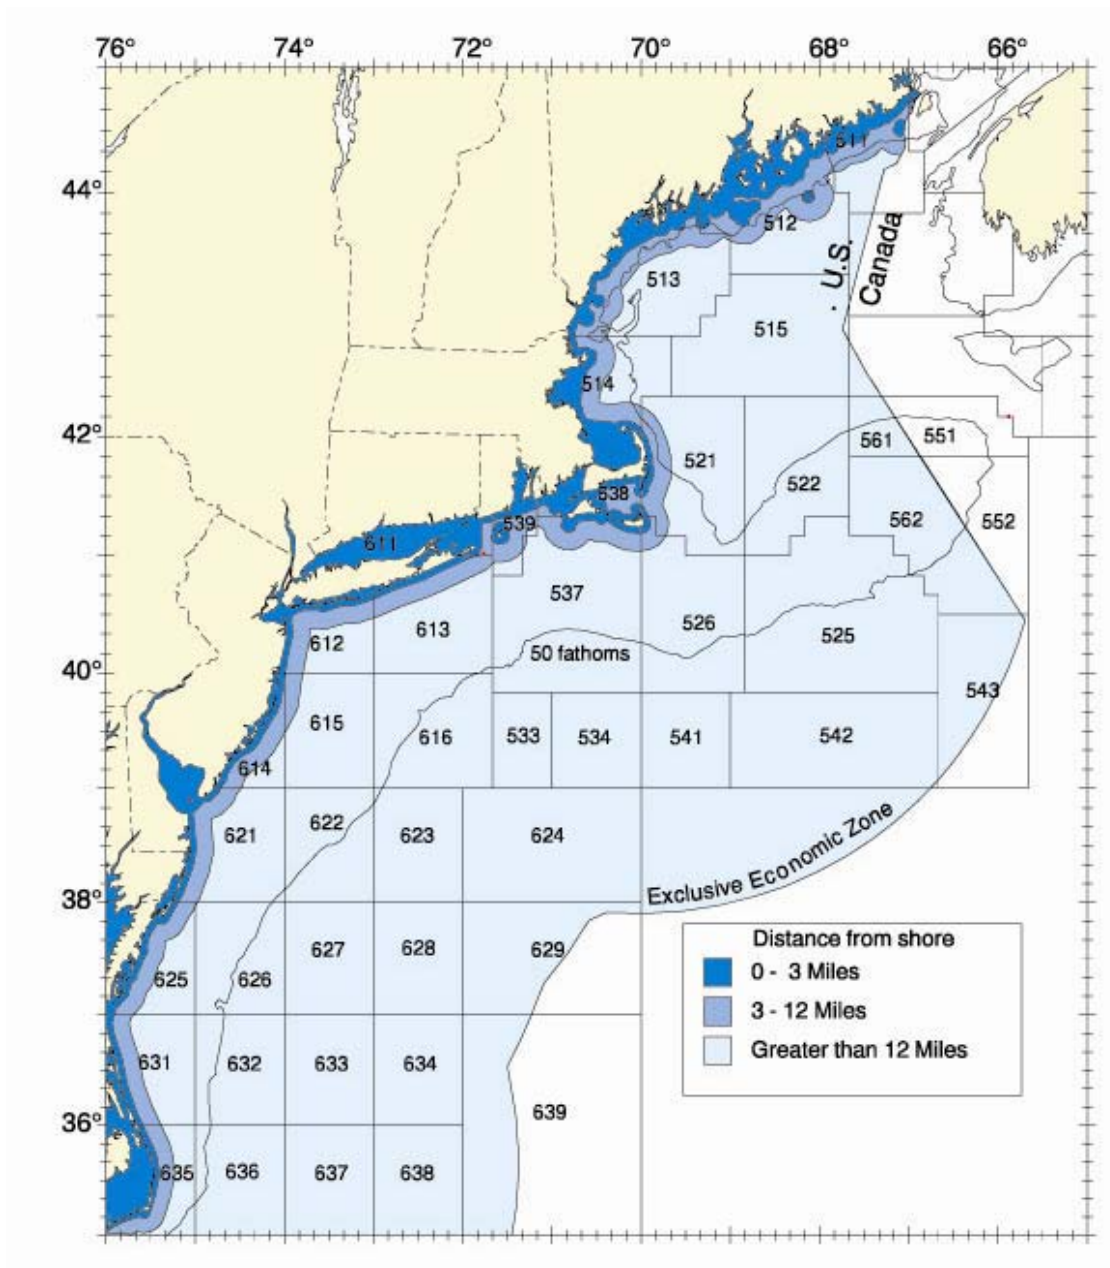 76° 74° 72° 70° 68° 66°
511
44°
512
U.S.
Canada
513
515
514
42°
561 551
521
522
538
562 552
539
611
537
526
613
525
612
50 fathoms
40°
543
615
616 533 534 541 542
614
622
621 623 624
Exclusive Economic Zone
38°
627 628 629
Distance from shore
0 - 3 Miles
625 626
3 - 12 Miles
Greater than 12 Miles
631 632 633 634
36°
639
635 636 637 638